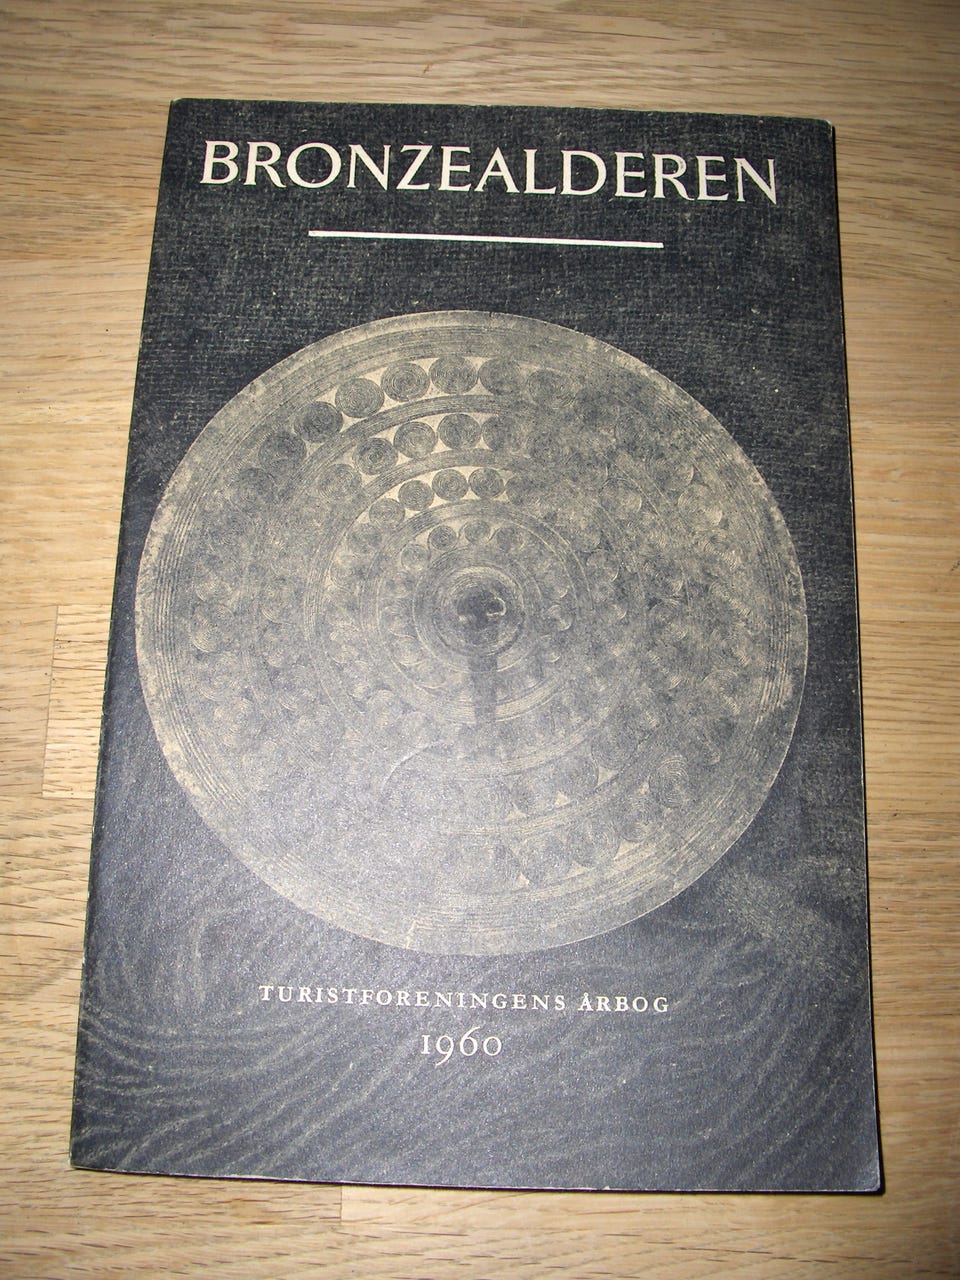 BRONZEALDEREN
TURISTFORENINGENS ÅRBOG
1960